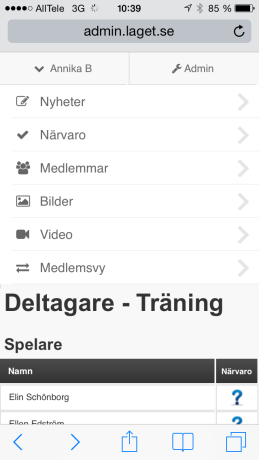 AllTele 3G 10:39 85 %
admin.laget.se
Annika B Admin
Nyheter
Närvaro
Medlemmar
Bilder
Video
Medlemsvy
Deltagare - Träning
Spelare
Namn Närvaro
Elin Schönborg ?
Ellen Edström ?